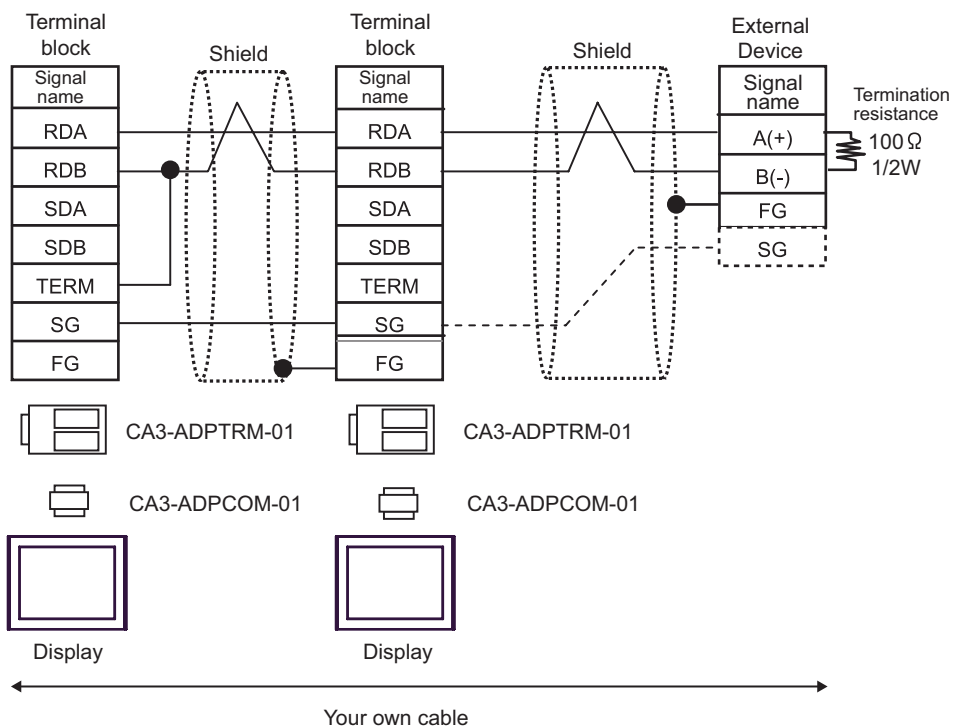 Terminal
block
Shield
Terminal
block
Shield
External
Device
Signal
name
RDA
RDB
SDA
SDB
TERM
SG
FG
Signal
name
RDA
RDB
SDA
SDB
TERM
SG
FG
Signal
name
A(+)
B(-)
FG
SG
Termination
resistance
100Ω
1/2W
CA3-ADPTRM-01
CA3-ADPTRM-01
CA3-ADPCOM-01
CA3-ADPCOM-01
Display
Display
Your own cable